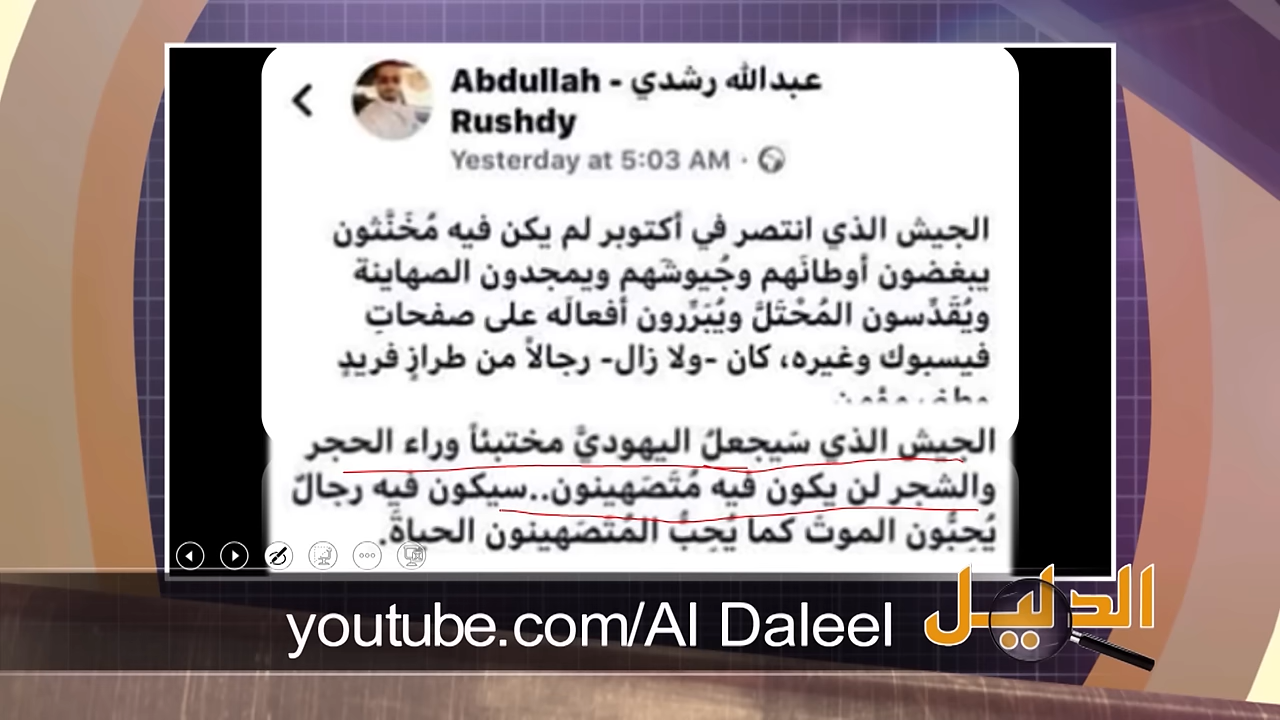 عبدالله رشدي - Abdullah
Rushdy
Yesterday at 5:03 AM ·
الجيش الذي انتصر في أكتوبر لم يكن فيه مُخَنَّثون
يبغضون أوطانَهم وجُيوشَهم ويمجدون الصهاينة
ويُقَدِّسون المُحْتَلَّ ويُبَرِّرون أفعالَه على صفحاتِ
فيسبوك وغيره، كان -ولا زال- رجالاً من طرازٍ فريدٍ
الجيش الذي سَيجعلُ اليهوديَّ مختبئاً وراء الحجر
والشجر لن يكون فيه مُتَصَهينون..سيكون فيه رجالٌ
يُحِبُّون الموتَ كما يُحِبُّ المُتَصَهينون الحياةَ.
youtube.com/Al Daleel
الدليل